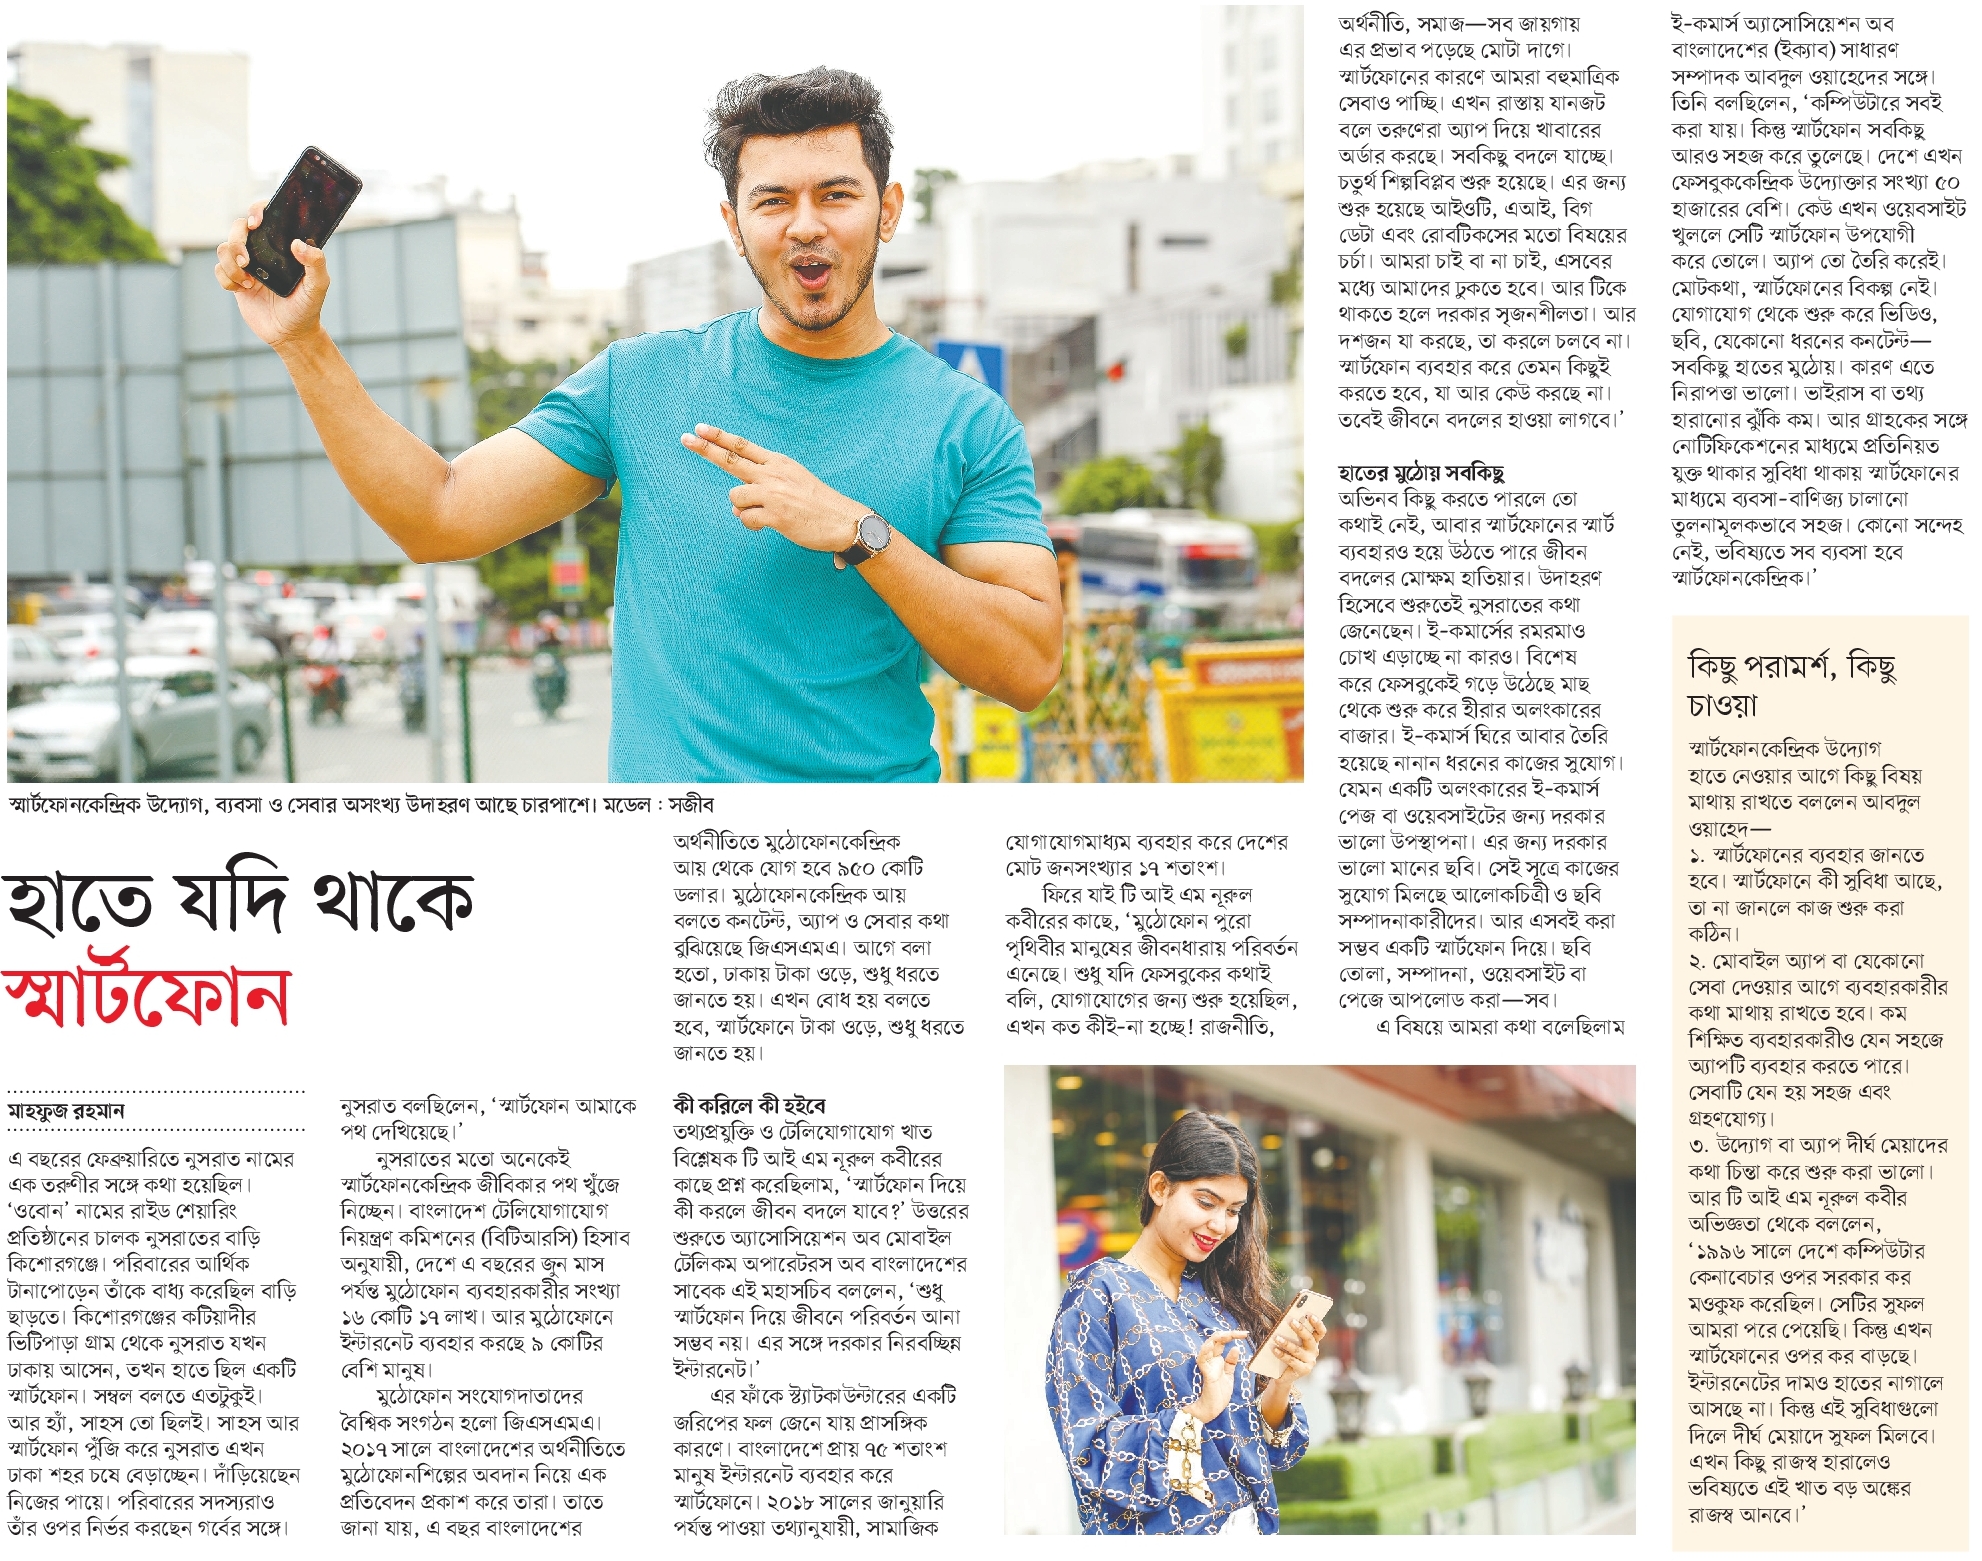 স্মার্টফোনকেন্দ্রিক উদ্যোগ, ব্যবসা ও সেবার অসংখ্য উদাহরণ আছে চারপাশে। মডেল : সজীব
হাতে যদি থাকে
স্মার্টফোন
মাহফুজ রহমান
এ বছরের ফেব্রুয়ারিতে নুসরাত নামের
এক তরুণীর সঙ্গে কথা হয়েছিল।
‘ওবোন’ নামের রাইড শেয়ারিং
প্রতিষ্ঠানের চালক নুসরাতের বাড়ি
কিশোরগঞ্জে। পরিবারের আর্থিক
টানাপোড়েন তাঁকে বাধ্য করেছিল বাড়ি
ছাড়তে। কিশোরগঞ্জের কটিয়াদীর
ভিটিপাড়া গ্রাম থেকে নুসরাত যখন
ঢাকায় আসেন, তখন হাতে ছিল একটি
স্মার্টফোন। সম্বল বলতে এতটুকুই।
আর হ্যাঁ, সাহস তো ছিলই। সাহস আর
স্মার্টফোন পুঁজি করে নুসরাত এখন
ঢাকা শহর চষে বেড়াচ্ছেন। দাঁড়িয়েছেন
নিজের পায়ে। পরিবারের সদস্যরাও
তাঁর ওপর নির্ভর করছেন গর্বের সঙ্গে।
নুসরাত বলছিলেন, ‘স্মার্টফোন আমাকে
পথ দেখিয়েছে।’
নুসরাতের মতো অনেকেই
স্মার্টফোনকেন্দ্রিক জীবিকার পথ খুঁজে
নিচ্ছেন। বাংলাদেশ টেলিযোগাযোগ
নিয়ন্ত্রণ কমিশনের (বিটিআরসি) হিসাব
অনুযায়ী, দেশে এ বছরের জুন মাস
পর্যন্ত মুঠোফোন ব্যবহারকারীর সংখ্যা
১৬ কোটি ১৭ লাখ। আর মুঠোফোনে
ইন্টারনেট ব্যবহার করছে ৯ কোটির
বেশি মানুষ।
মুঠোফোন সংযোগদাতাদের
বৈশ্বিক সংগঠন হলো জিএসএমএ।
২০১৭ সালে বাংলাদেশের অর্থনীতিতে
মুঠোফোনশিল্পের অবদান নিয়ে এক
প্রতিবেদন প্রকাশ করে তারা। তাতে
জানা যায়, এ বছর বাংলাদেশের
অর্থনীতিতে মুঠোফোনকেন্দ্রিক
আয় থেকে যোগ হবে ৯৫০ কোটি
ডলার। মুঠোফোনকেন্দ্রিক আয়
বলতে কনটেন্ট, অ্যাপ ও সেবার কথা
বুঝিয়েছে জিএসএমএ। আগে বলা
হতো, ঢাকায় টাকা ওড়ে, শুধু ধরতে
জানতে হয়। এখন বোধ হয় বলতে
হবে, স্মার্টফোনে টাকা ওড়ে, শুধু ধরতে
জানতে হয়।
কী করিলে কী হইবে
তথ্যপ্রযুক্তি ও টেলিযোগাযোগ খাত
বিশ্লেষক টি আই এম নূরুল কবীরের
কাছে প্রশ্ন করেছিলাম, ‘স্মার্টফোন দিয়ে
কী করলে জীবন বদলে যাবে?’ উত্তরের
শুরুতে অ্যাসোসিয়েশন অব মোবাইল
টেলিকম অপারেটরস অব বাংলাদেশের
সাবেক এই মহাসচিব বললেন, ‘শুধু
স্মার্টফোন দিয়ে জীবনে পরিবর্তন আনা
সম্ভব নয়। এর সঙ্গে দরকার নিরবচ্ছিন্ন
ইন্টারনেট।’
এর ফাঁকে স্ট্যাটকাউন্টারের একটি
জরিপের ফল জেনে যায় প্রাসঙ্গিক
কারণে। বাংলাদেশে প্রায় ৭৫ শতাংশ
মানুষ ইন্টারনেট ব্যবহার করে
স্মার্টফোনে। ২০১৮ সালের জানুয়ারি
পর্যন্ত পাওয়া তথ্যানুযায়ী, সামাজিক
যোগাযোগমাধ্যম ব্যবহার করে দেশের
মোট জনসংখ্যার ১৭ শতাংশ।
ফিরে যাই টি আই এম নূরুল
কবীরের কাছে, ‘মুঠোফোন পুরো
পৃথিবীর মানুষের জীবনধারায় পরিবর্তন
এনেছে। শুধু যদি ফেসবুকের কথাই
বলি, যোগাযোগের জন্য শুরু হয়েছিল,
এখন কত কীই-না হচ্ছে! রাজনীতি,
অর্থনীতি, সমাজ—সব জায়গায়
এর প্রভাব পড়েছে মোটা দাগে।
স্মার্টফোনের কারণে আমরা বহুমাত্রিক
সেবাও পাচ্ছি। এখন রাস্তায় যানজট
বলে তরুণেরা অ্যাপ দিয়ে খাবারের
অর্ডার করছে। সবকিছু বদলে যাচ্ছে।
চতুর্থ শিল্পবিপ্লব শুরু হয়েছে। এর জন্য
শুরু হয়েছে আইওটি, এআই, বিগ
ডেটা এবং রোবটিকসের মতো বিষয়ের
চর্চা। আমরা চাই বা না চাই, এসবের
মধ্যে আমাদের ঢুকতে হবে। আর টিকে
থাকতে হলে দরকার সৃজনশীলতা। আর
দশজন যা করছে, তা করলে চলবে না।
স্মার্টফোন ব্যবহার করে তেমন কিছুই
করতে হবে, যা আর কেউ করছে না।
তবেই জীবনে বদলের হাওয়া লাগবে।’
হাতের মুঠোয় সবকিছু
অভিনব কিছু করতে পারলে তো
কথাই নেই, আবার স্মার্টফোনের স্মার্ট
ব্যবহারও হয়ে উঠতে পারে জীবন
বদলের মোক্ষম হাতিয়ার। উদাহরণ
হিসেবে শুরুতেই নুসরাতের কথা
জেনেছেন। ই-কমার্সের রমরমাও
চোখ এড়াচ্ছে না কারও। বিশেষ
করে ফেসবুকেই গড়ে উঠেছে মাছ
থেকে শুরু করে হীরার অলংকারের
বাজার। ই-কমার্স ঘিরে আবার তৈরি
হয়েছে নানান ধরনের কাজের সুযোগ।
যেমন একটি অলংকারের ই-কমার্স
পেজ বা ওয়েবসাইটের জন্য দরকার
ভালো উপস্থাপনা। এর জন্য দরকার
ভালো মানের ছবি। সেই সূত্রে কাজের
সুযোগ মিলছে আলোকচিত্রী ও ছবি
সম্পাদনাকারীদের। আর এসবই করা
সম্ভব একটি স্মার্টফোন দিয়ে। ছবি
তোলা, সম্পাদনা, ওয়েবসাইট বা
পেজে আপলোড করা—সব।
এ বিষয়ে আমরা কথা বলেছিলাম
ই-কমার্স অ্যাসোসিয়েশন অব
বাংলাদেশের (ইক্যাব) সাধারণ
সম্পাদক আবদুল ওয়াহেদের সঙ্গে।
তিনি বলছিলেন, ‘কম্পিউটারে সবই
করা যায়। কিন্তু স্মার্টফোন সবকিছু
আরও সহজ করে তুলেছে। দেশে এখন
ফেসবুককেন্দ্রিক উদ্যোক্তার সংখ্যা ৫০
হাজারের বেশি। কেউ এখন ওয়েবসাইট
খুললে সেটি স্মার্টফোন উপযোগী
করে তোলে। অ্যাপ তো তৈরি করেই।
মোটকথা, স্মার্টফোনের বিকল্প নেই।
যোগাযোগ থেকে শুরু করে ভিডিও,
ছবি, যেকোনো ধরনের কনটেন্ট—
সবকিছু হাতের মুঠোয়। কারণ এতে
নিরাপত্তা ভালো। ভাইরাস বা তথ্য
হারানোর ঝুঁকি কম। আর গ্রাহকের সঙ্গে
নোটিফিকেশনের মাধ্যমে প্রতিনিয়ত
যুক্ত থাকার সুবিধা থাকায় স্মার্টফোনের
মাধ্যমে ব্যবসা-বাণিজ্য চালানো
তুলনামূলকভাবে সহজ। কোনো সন্দেহ
নেই, ভবিষ্যতে সব ব্যবসা হবে
স্মার্টফোনকেন্দ্রিক।’
কিছু পরামর্শ, কিছু
চাওয়া
স্মার্টফোনকেন্দ্রিক উদ্যোগ
হাতে নেওয়ার আগে কিছু বিষয়
মাথায় রাখতে বললেন আবদুল
ওয়াহেদ—
১. স্মার্টফোনের ব্যবহার জানতে
হবে। স্মার্টফোনে কী সুবিধা আছে,
তা না জানলে কাজ শুরু করা
কঠিন।
২. মোবাইল অ্যাপ বা যেকোনো
সেবা দেওয়ার আগে ব্যবহারকারীর
কথা মাথায় রাখতে হবে। কম
শিক্ষিত ব্যবহারকারীও যেন সহজে
অ্যাপটি ব্যবহার করতে পারে।
সেবাটি যেন হয় সহজ এবং
গ্রহণযোগ্য।
৩. উদ্যোগ বা অ্যাপ দীর্ঘ মেয়াদের
কথা চিন্তা করে শুরু করা ভালো।
আর টি আই এম নূরুল কবীর
অভিজ্ঞতা থেকে বললেন,
‘১৯৯৬ সালে দেশে কম্পিউটার
কেনাবেচার ওপর সরকার কর
মওকুফ করেছিল। সেটির সুফল
আমরা পরে পেয়েছি। কিন্তু এখন
স্মার্টফোনের ওপর কর বাড়ছে।
ইন্টারনেটের দামও হাতের নাগালে
আসছে না। কিন্তু এই সুবিধাগুলো
দিলে দীর্ঘ মেয়াদে সুফল মিলবে।
এখন কিছু রাজস্ব হারালেও
ভবিষ্যতে এই খাত বড় অঙ্কের
রাজস্ব আনবে।’